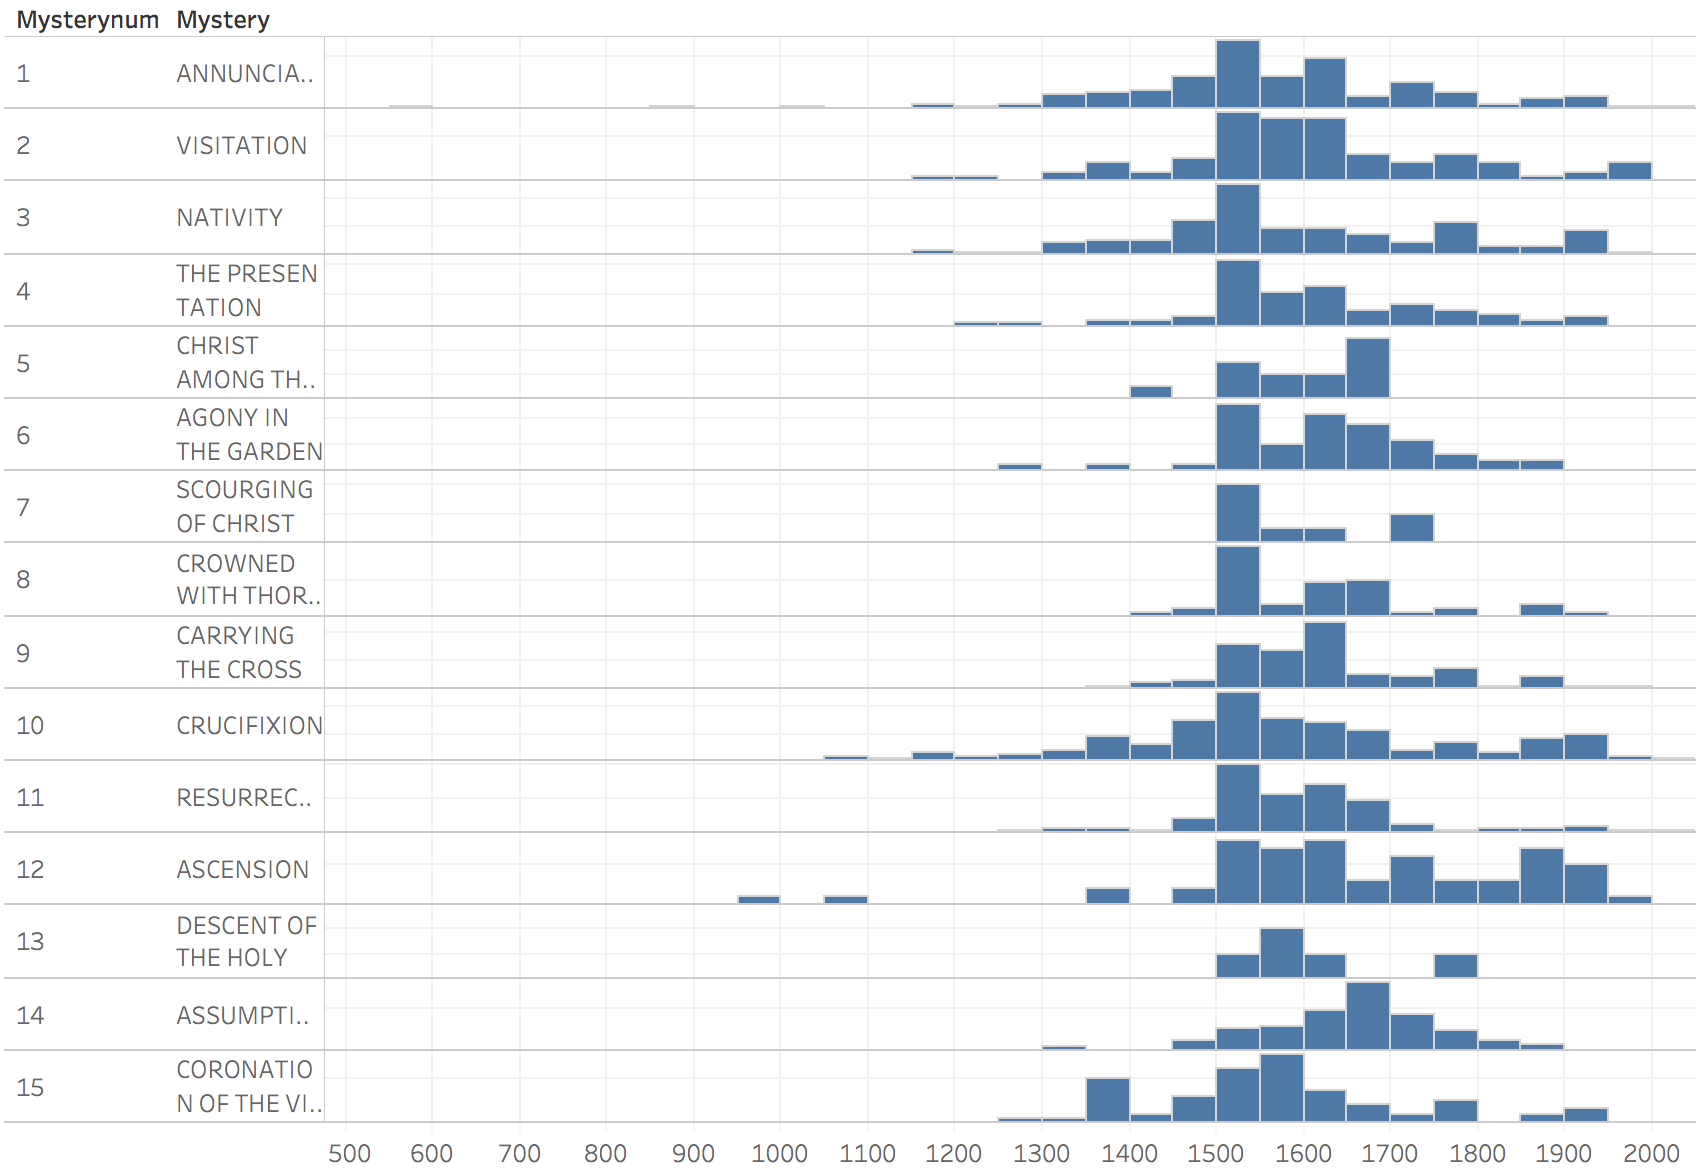 Mysterynum Mystery
1 ANNUNCIA..
2 VISITATION
3 NATIVITY
4 THE PRESEN
TATION
5 CHRIST
AMONG TH..
6 AGONY IN
THE GARDEN
7 SCOURGING
OF CHRIST
8 CROWNED
WITH THOR..
9 CARRYING
THE CROSS
10 CRUCIFIXION
11 RESURREC..
12 ASCENSION
13 DESCENT OF
THE HOLY
14 ASSUMPTI..
15 CORONATIO
N OF THE VI..
500 600 700 800 900 1000 1100 1200 1300 1400 1500 1600 1700 1800 1900 2000